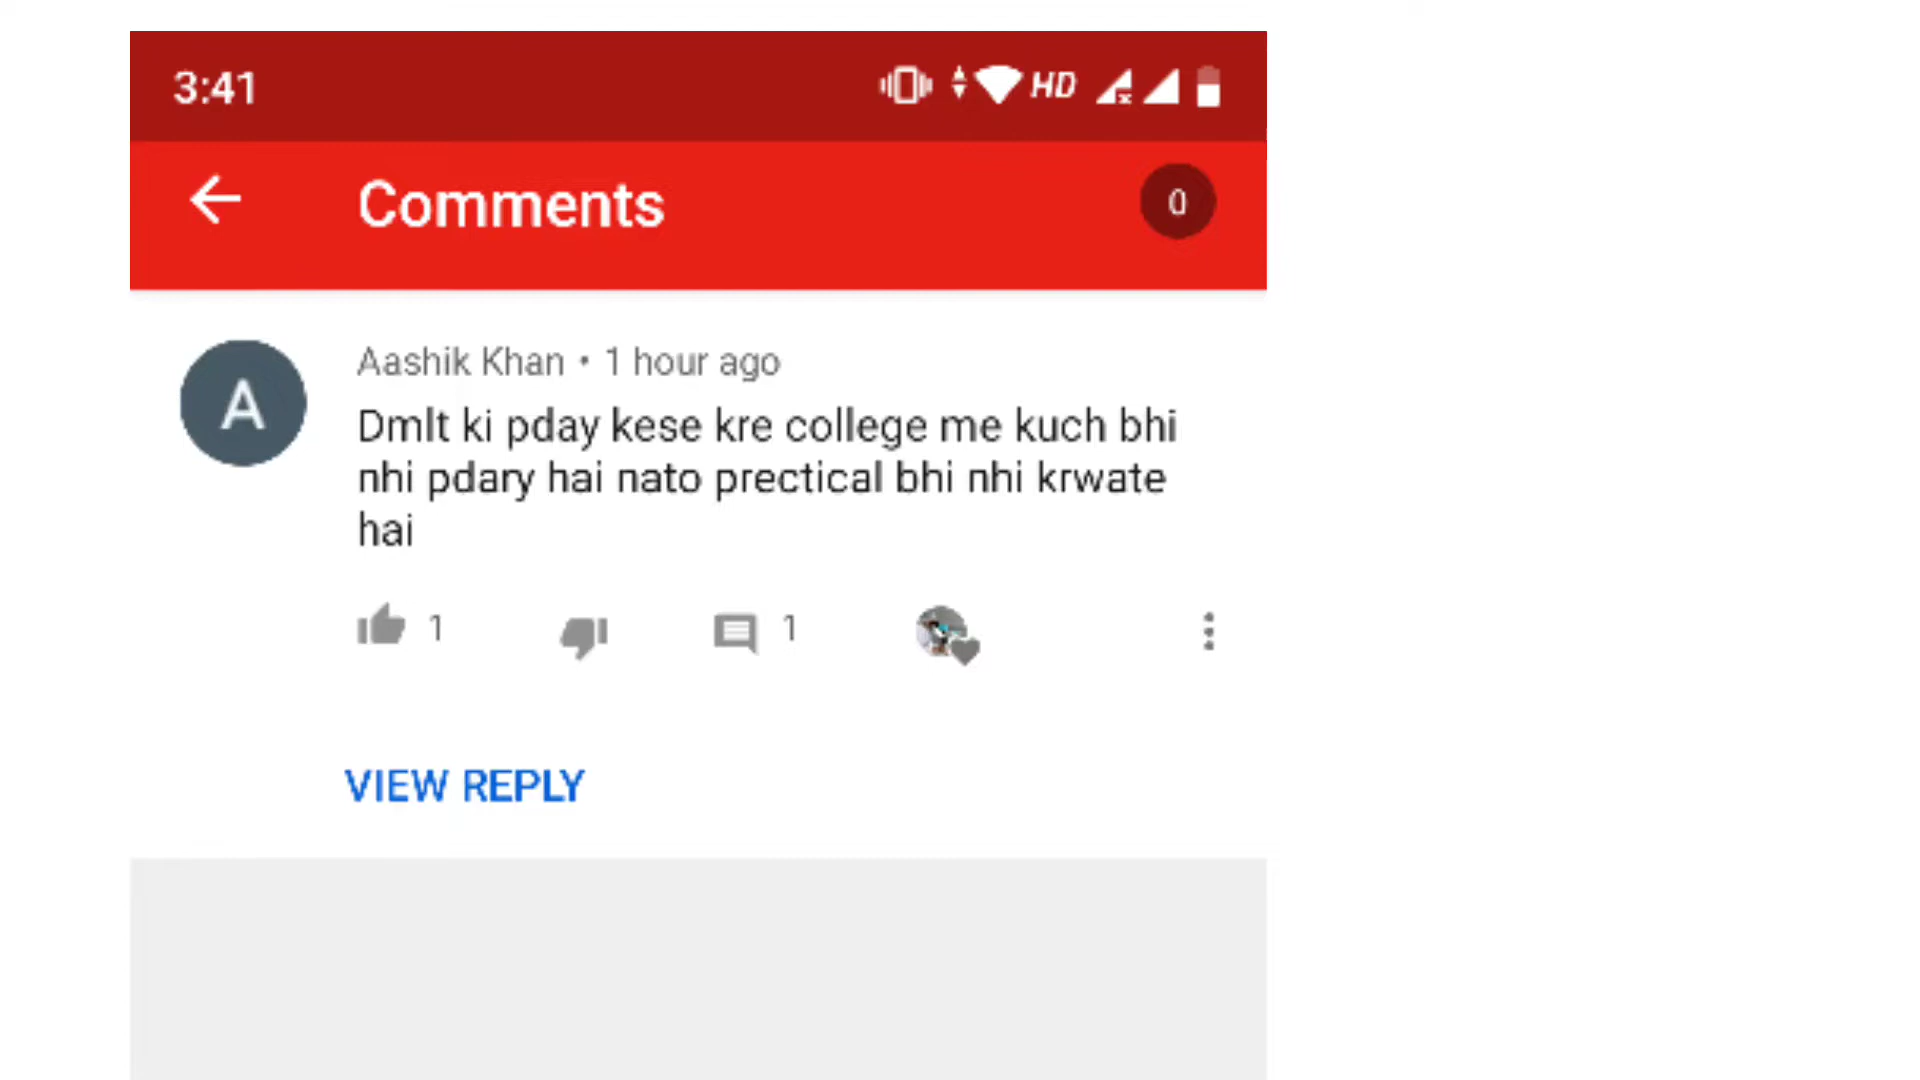 3:41 HD
Comments 0
A
Aashik Khan • 1 hour ago
Dmlt ki pday kese kre college me kuch bhi
nhi pdary hai nato prectical bhi nhi krwate
hai
1 1
VIEW REPLY